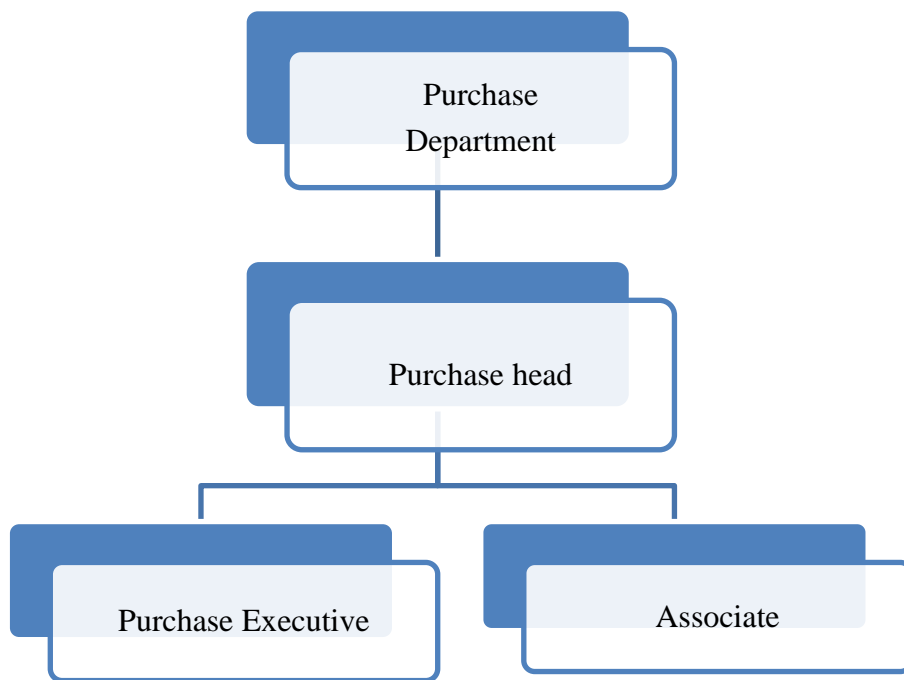 Purchase
Department
Purchase head
Purchase Executive
Associate